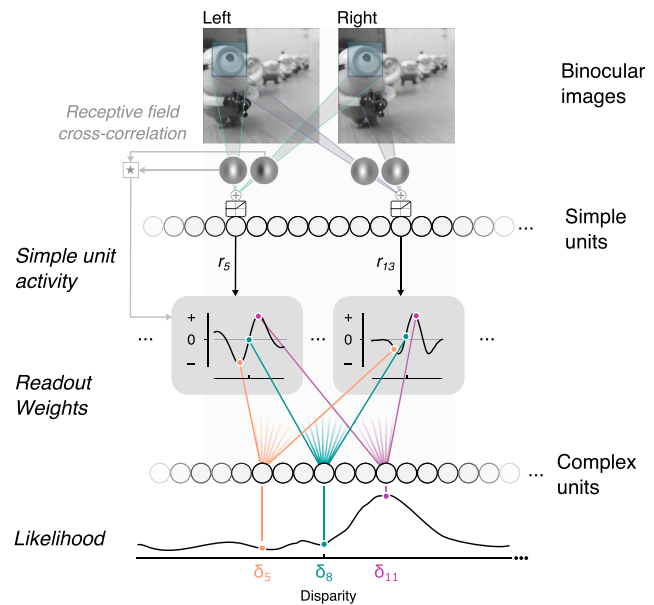 Left
Right
Binocular
images
Receptive field
cross-correlation
★
+
+
...
Simple
units
Simple unit
activity
r5
r13
+
0
−
+
0
−
...
...
...
Readout
Weights
...
Complex
units
Likelihood
...
δ5
δ8
δ11
Disparity